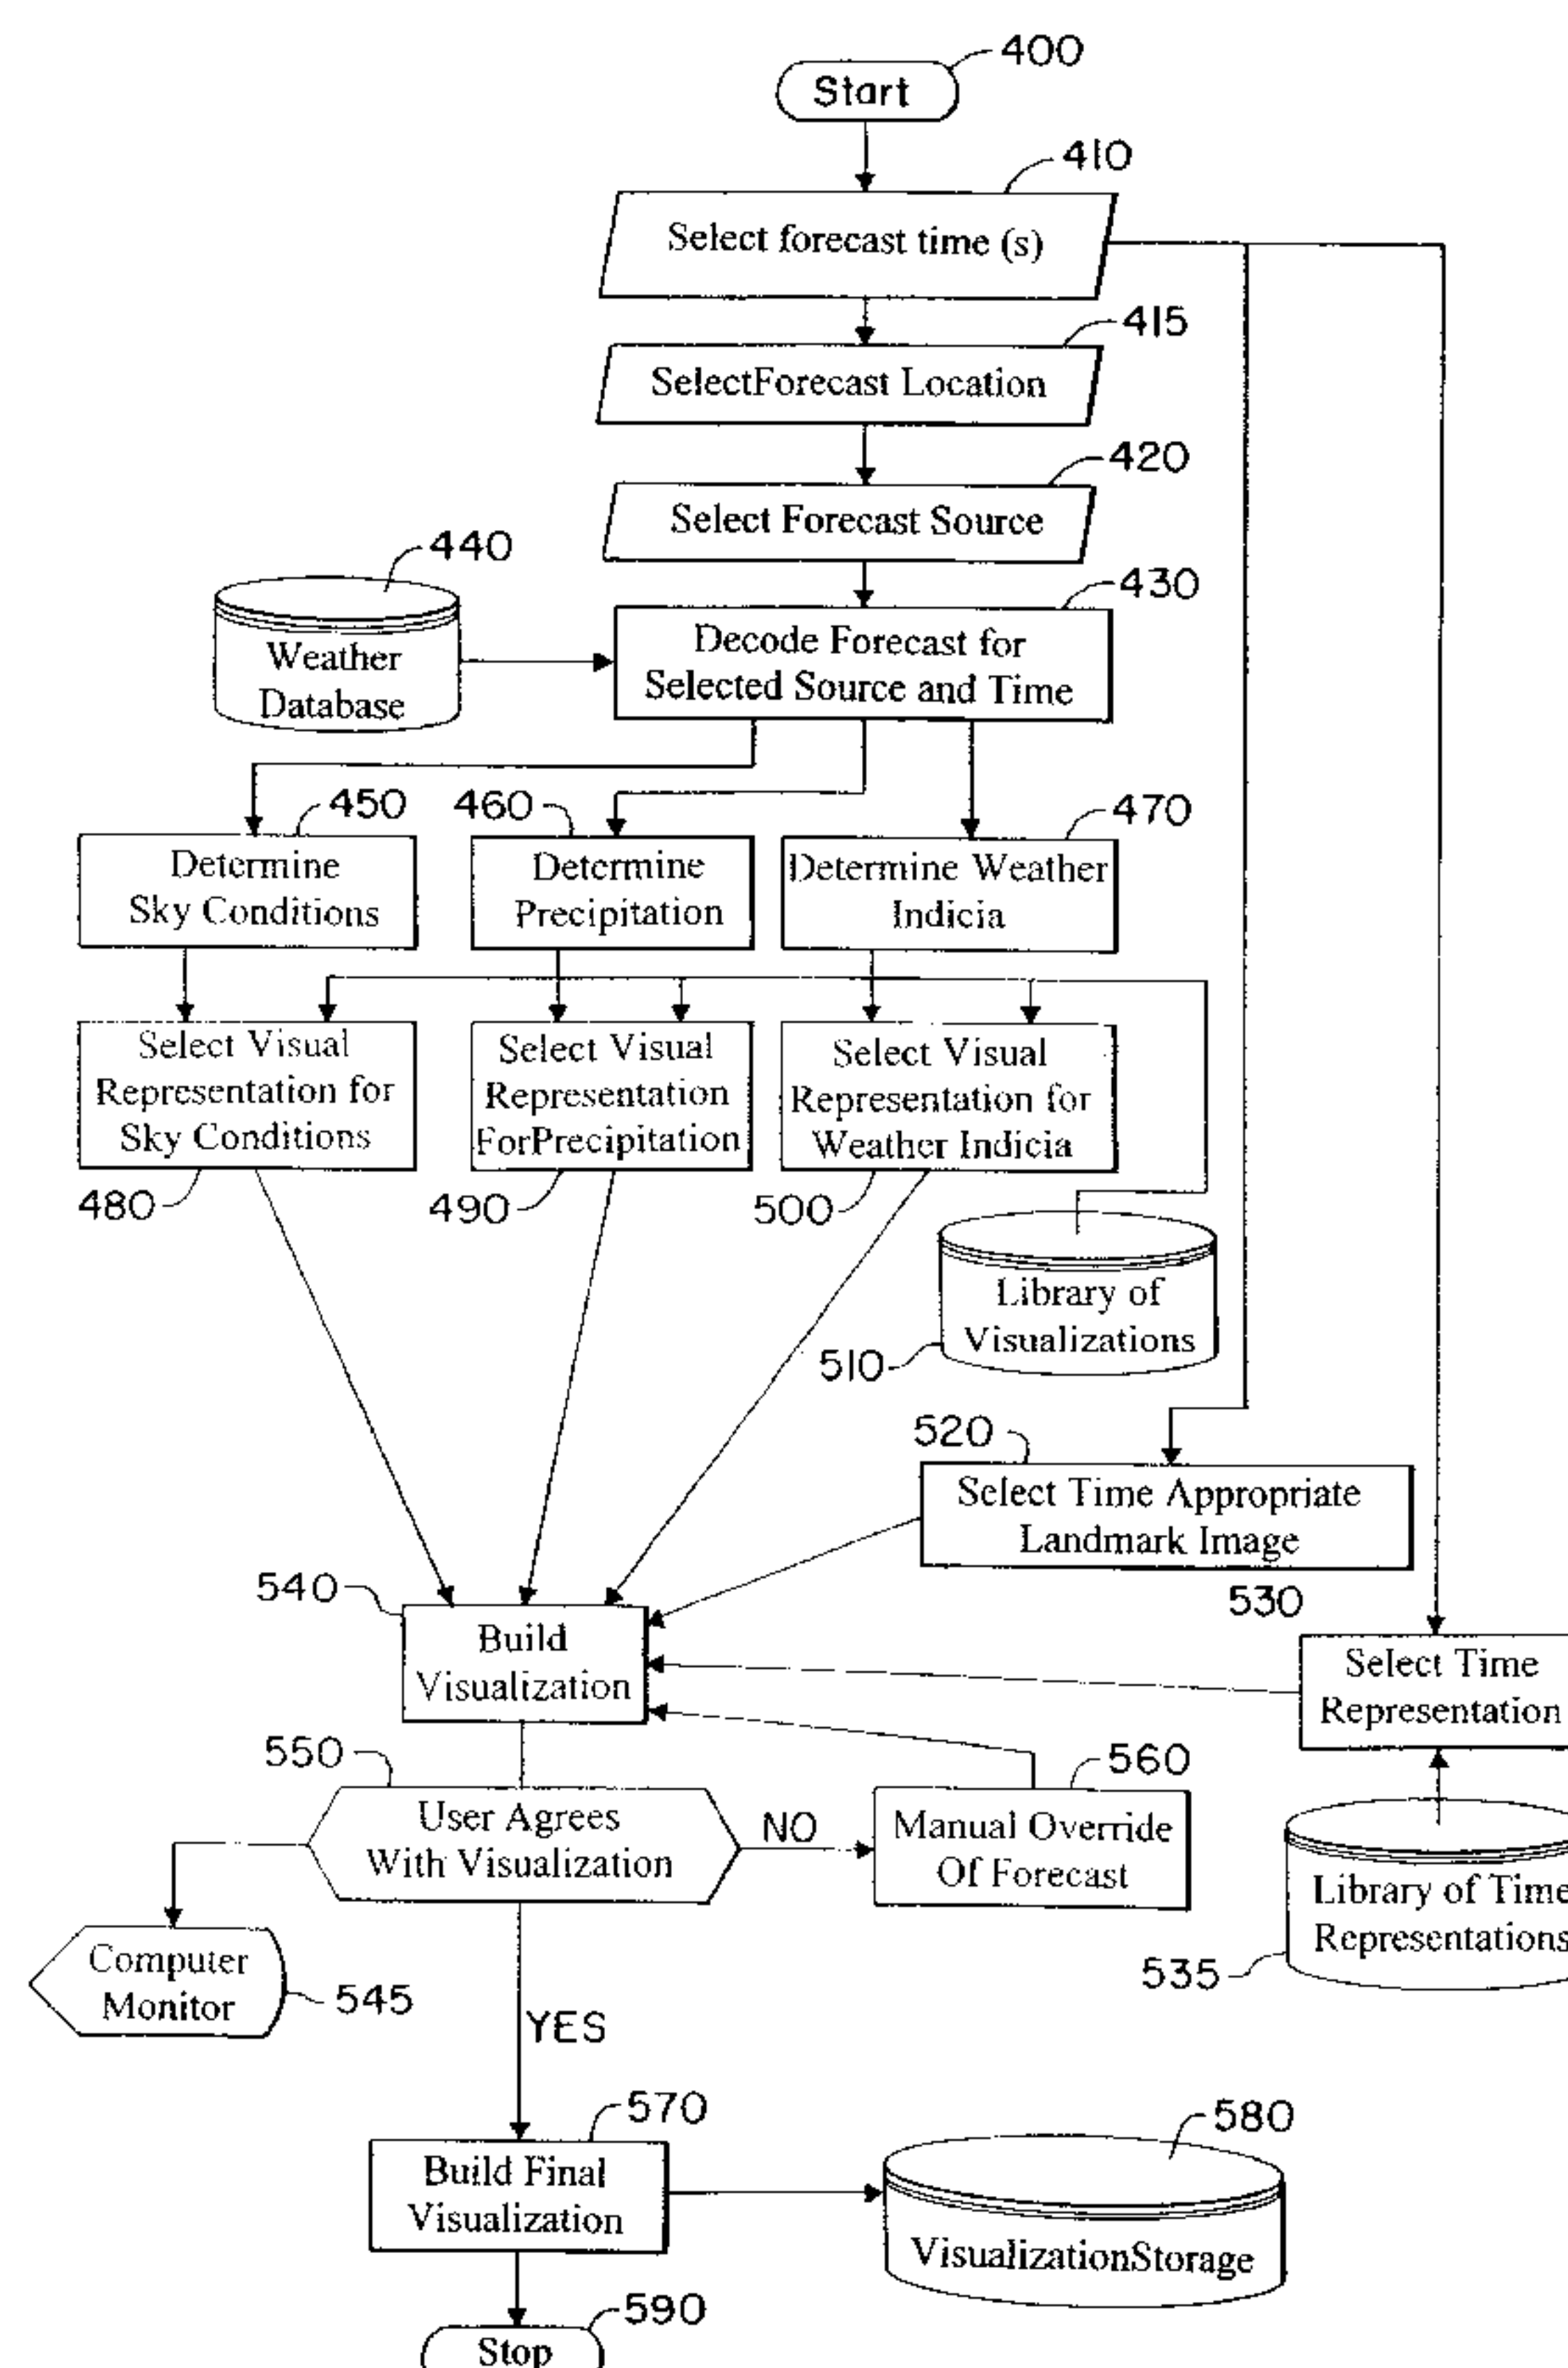 400
Start
410
Select forecast time (s)
415
SelectForecast Location
420
Select Forecast Source
440
430
Weather
Database
Decode Forecast for
Selected Source and Time
450
460
470
Determine
Sky Conditions
Determine
Precipitation
Determine Weather
Indicia
Select Visual
Representation for
Sky Conditions
Select Visual
Representation
ForPrecipitation
Select Visual
Representation for
Weather Indicia
480
490
500
Library of
Visualizations
510
520
Select Time Appropriate
Landmark Image
530
540
Build
Visualization
Select Time
Representation
550
560
User Agrees
With Visualization
NO
Manual Override
Of Forecast
Library of Time
Representations
535
Computer
Monitor
545
YES
570
580
Build Final
Visualization
VisualizationStorage
590
Stop